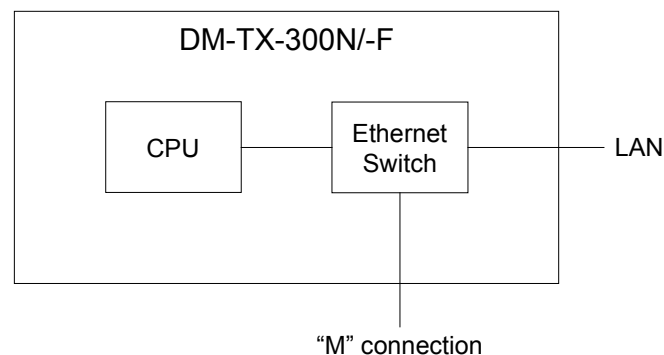 DM-TX-300N/-F
CPU
Ethernet
Switch
LAN
“M” connection